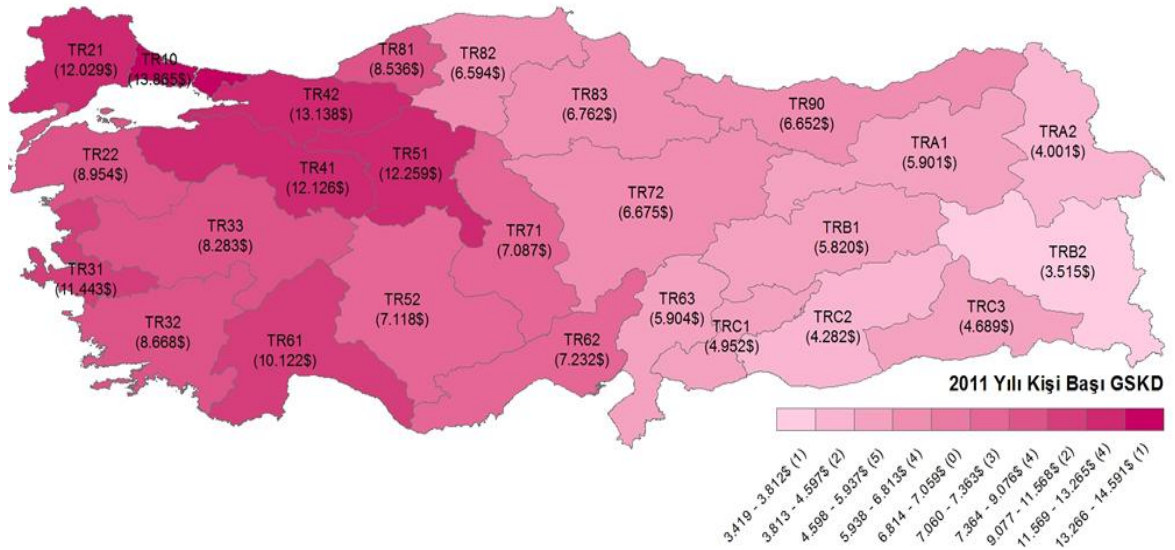 TR21
(12.029$)
TR10
(13.865$)
TR81
(8.536$)
TR82
(6.594$)
TR42
(13.138$)
TR83
(6.762$)
TR90
(6.652$)
TRA1
(5.901$)
TRA2
(4.001$)
TR22
(8.954$)
TR41
(12.126$)
TR51
(12.259$)
TR72
(6.675$)
TR33
(8.283$)
TR71
(7.087$)
TRB1
(5.820$)
TRB2
(3.515$)
TR31
(11.443$)
TR52
(7.118$)
TR63
(5.904$)
TRC1
(4.952$)
TRC2
(4.282$)
TRC3
(4.689$)
TR32
(8.668$)
TR61
(10.122$)
TR62
(7.232$)
2011 Yılı Kişi Başı GSKD
3.419 - 3.812$ (1)
3.813 - 4.597$ (2)
4.598 - 5.937$ (5)
5.938 - 6.813$ (4)
6.814 - 7.059$ (0)
7.060 - 7.363$ (3)
7.364 - 9.076$ (4)
9.077 - 11.568$ (2)
11.569 - 13.265$ (4)
13.266 - 14.591$ (1)